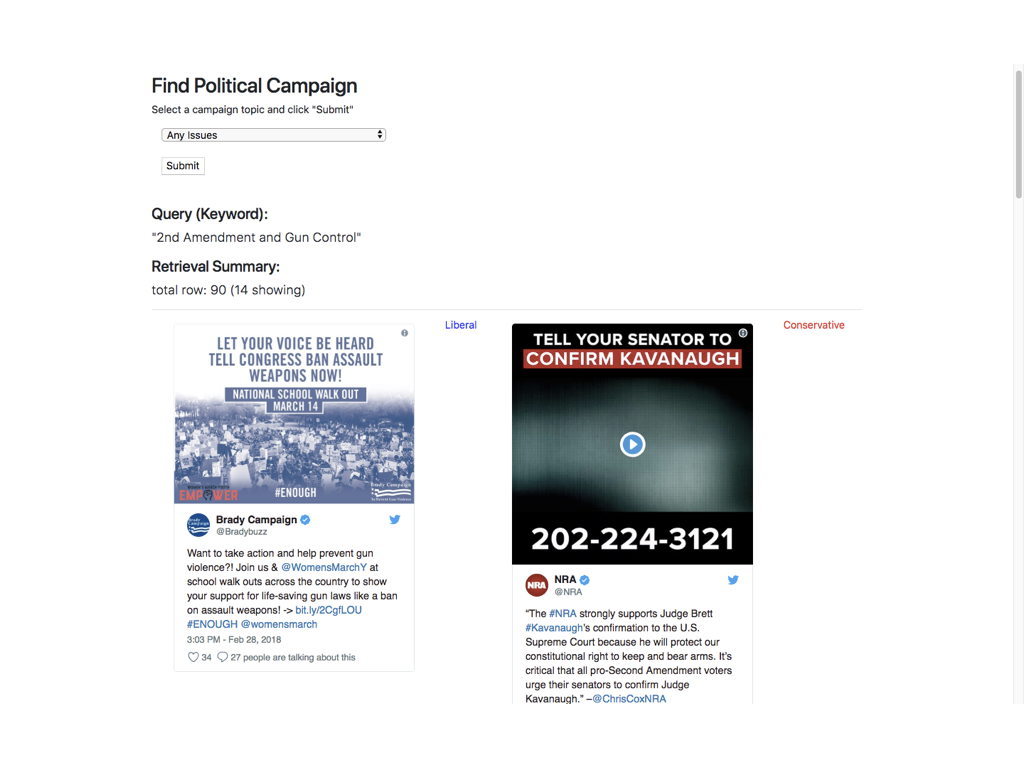 Find Political Campaign
Select a campaign topic and click "Submit"
Any Issues
Submit
Query (Keyword):
"2nd Amendment and Gun Control"
Retrieval Summary:
total row: 90 (14 showing)
Liberal
LET YOUR VOICE BE HEARD
TELL CONGRESS BAN ASSAULT
WEAPONS NOW!
NATIONAL SCHOOL WALK OUT
MARCH 14
EMPOWER
#ENOUGH
Brady Campaign
Brady Campaign
@Bradybuzz
Want to take action and help prevent gun
violence?! Join us & @WomensMarchY at
school walk outs across the country to show
your support for life-saving gun laws like a ban
on assault weapons! -> bit.ly/2CgfLOU
#ENOUGH @womensmarch
3:03 PM - Feb 28, 2018
34 27 people are talking about this
Conservative
TELL YOUR SENATOR TO
CONFIRM KAVANAUGH
202-224-3121
NRA
NRA
@NRA
“The #NRA strongly supports Judge Brett
#Kavanaugh’s confirmation to the U.S.
Supreme Court because he will protect our
constitutional right to keep and bear arms. It’s
critical that all pro-Second Amendment voters
urge their senators to confirm Judge
Kavanaugh.” –@ChrisCoxNRA